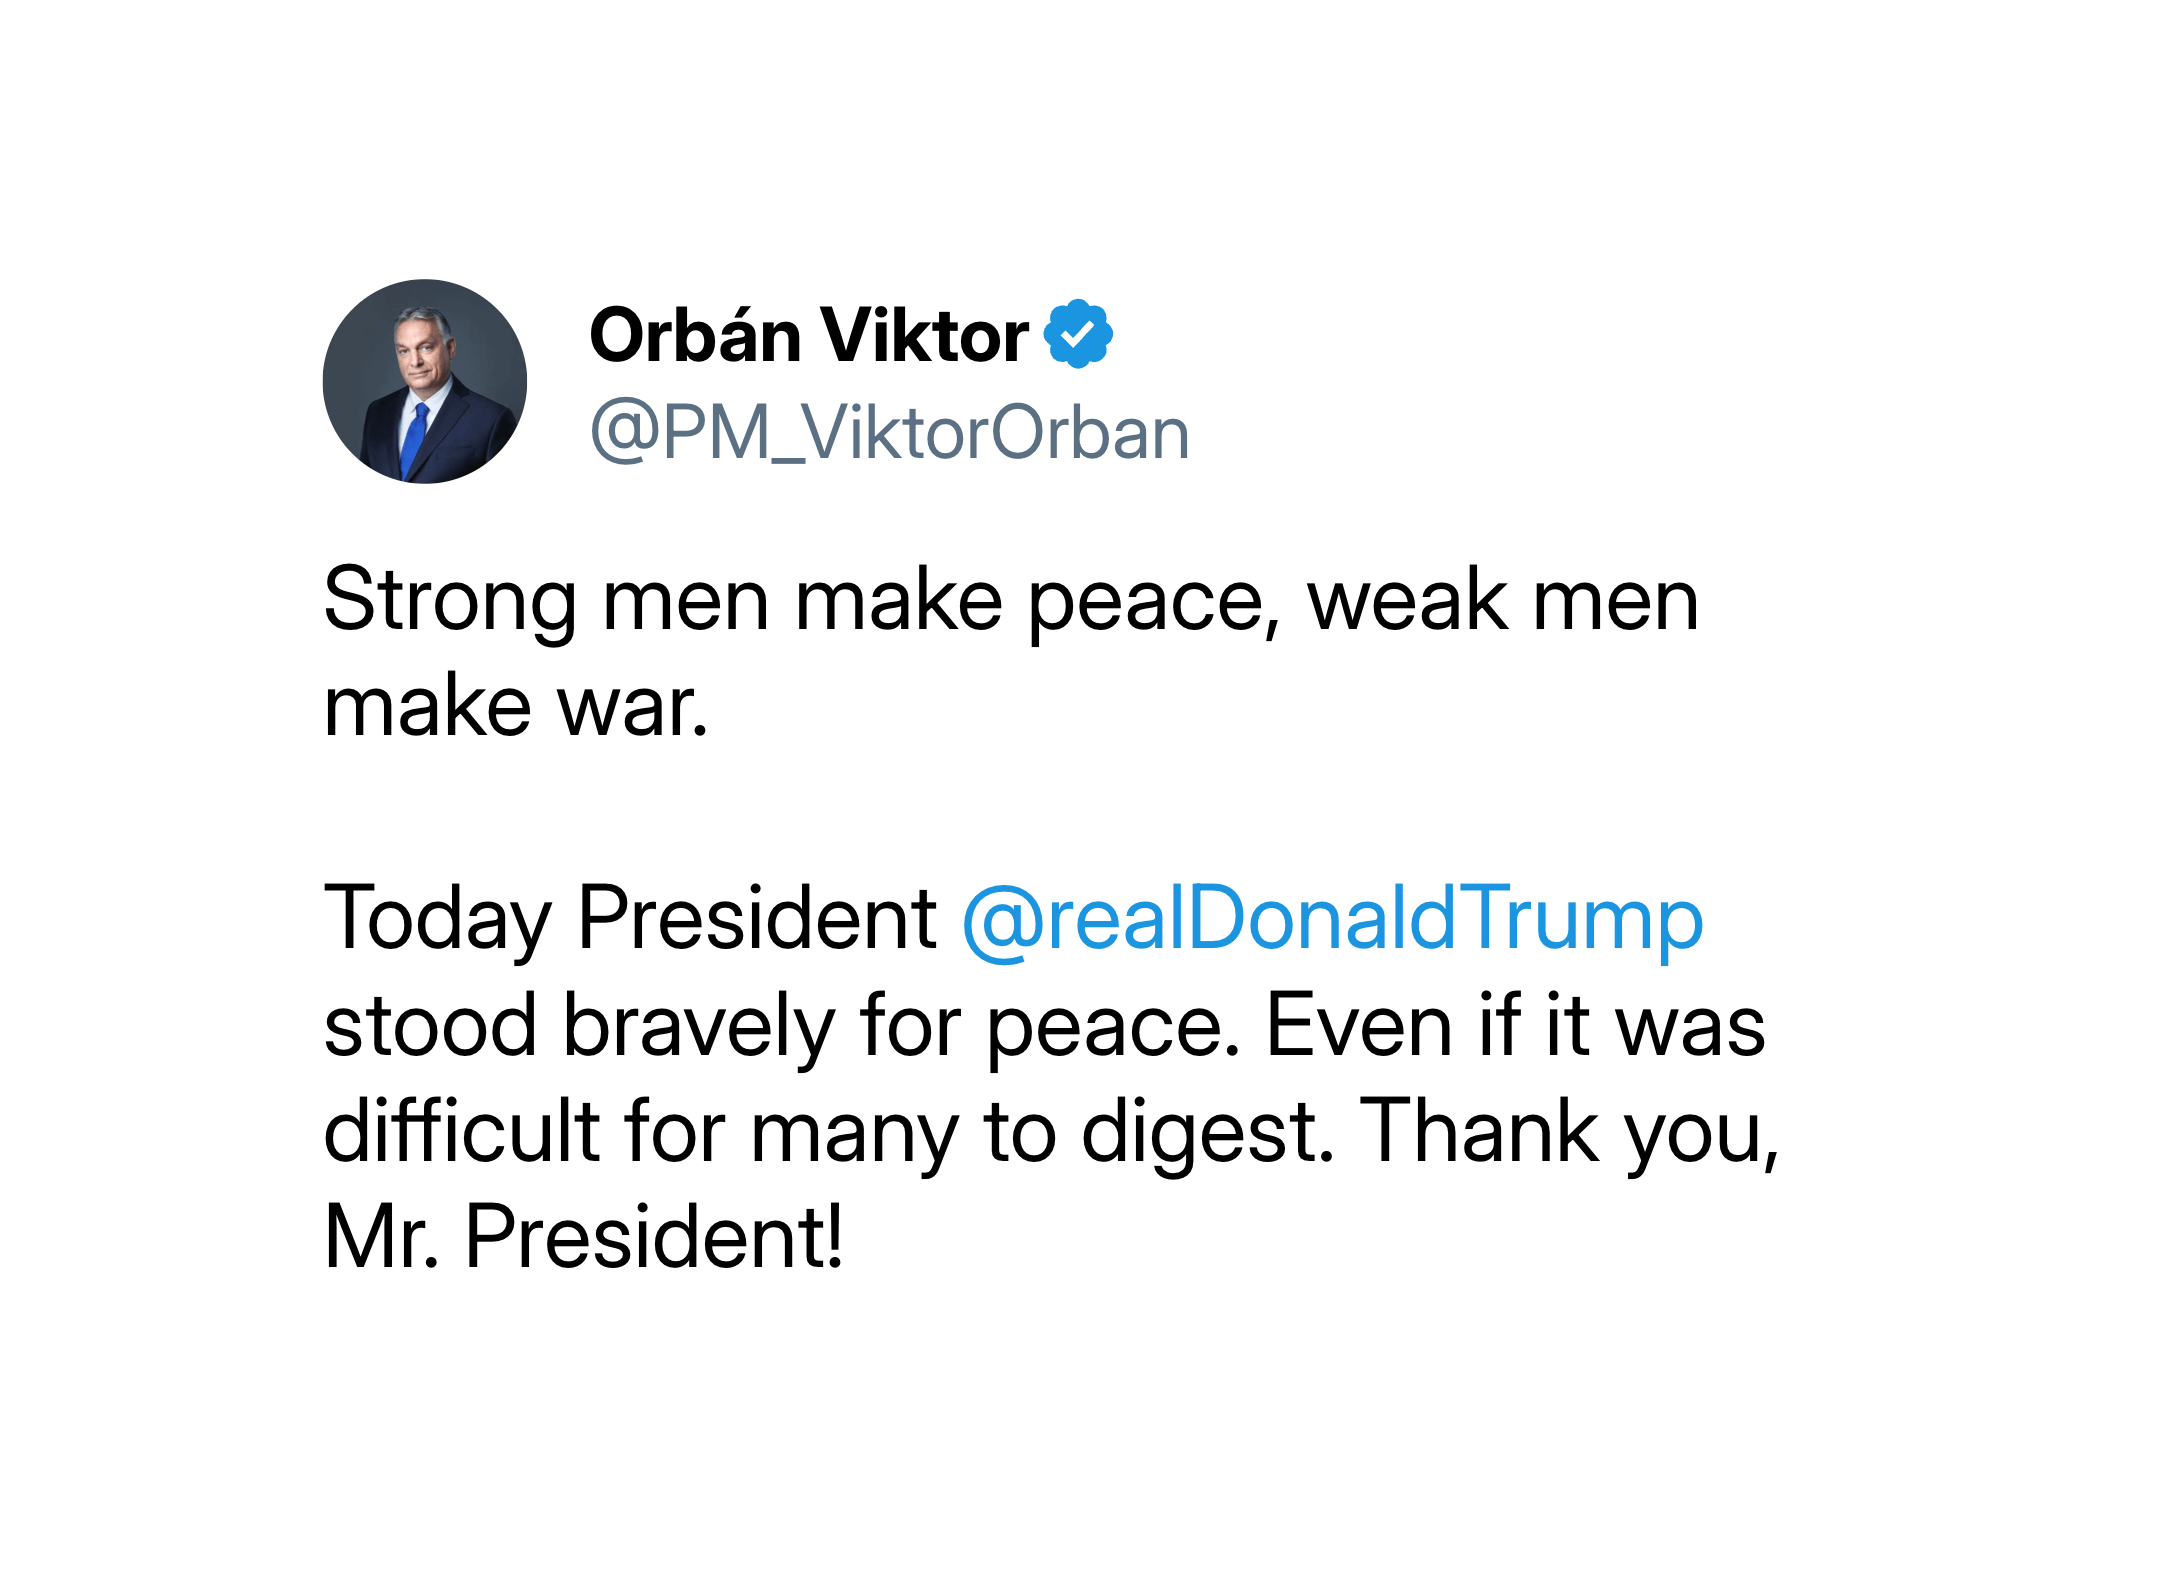 Orbán Viktor
@PM_ViktorOrban
Strong men make peace, weak men
make war.
Today President @realDonaldTrump
stood bravely for peace. Even if it was
difficult for many to digest. Thank you,
Mr. President!